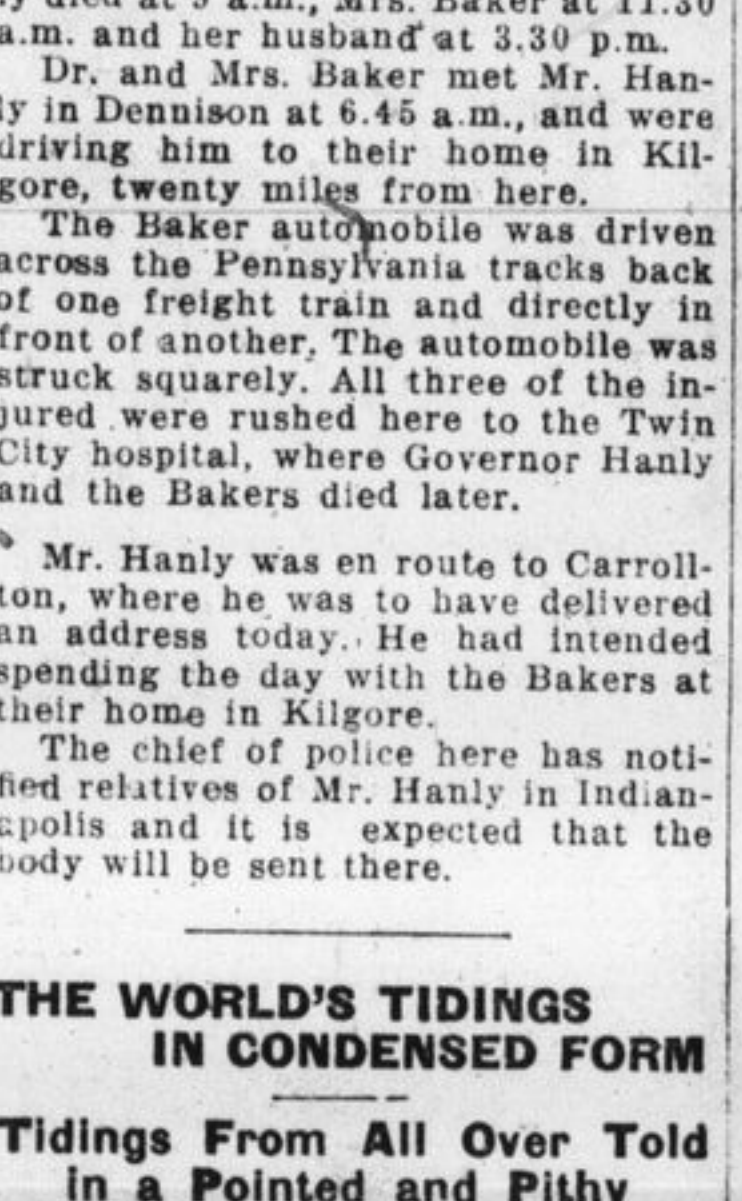 died at 9 a.m., Mrs. Baker at 11.30
a.m. and her husband at 3.30 p.m.
Dr. and Mrs. Baker met Mr. Han-
ly in Dennison at 6.45 a.m., and were
driving him to their home in Kil-
gore, twenty miles from here.
The Baker automobile was driven
across the Pennsylvania tracks back
of one freight train and directly in
front of another. The automobile was
struck squarely. All three of the in-
jured were rushed here to the Twin
City hospital, where Governor Hanly
and the Bakers died later.
Mr. Hanly was en route to Carroll-
ton, where he was to have delivered
an address today. He had intended
spending the day with the Bakers at
their home in Kilgore.
The chief of police here has noti-
fied relatives of Mr. Hanly in Indian-
apolis and it is expected that the
body will be sent there.
THE WORLD'S TIDINGS
IN CONDENSED FORM
Tidings From All Over Told
in a Pointed and Pithy